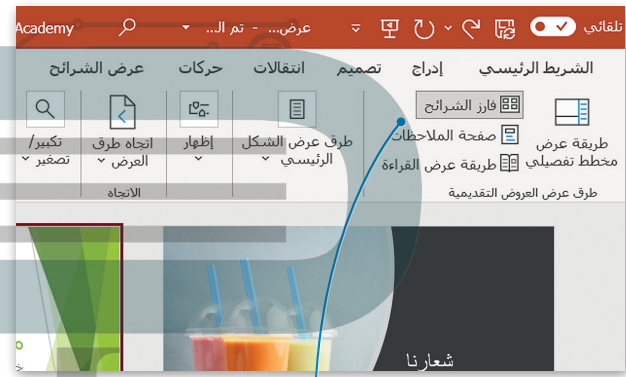 تلقائي عرض... - تم ال... Academy
الشريط الرئيسي إدراج تصميم انتقالات حركات عرض الشرائح
طريقة عرض
مخطط تفصيلي
فارز الشرائح
صفحة الملاحظات
طريقة عرض القراءة
طرق عرض الشكل
الرئيسي
إظهار
اتجاه طرق
العرض
تكبير/
تصغير
طرق عرض العروض التقديمية
الاتجاه
شعارنا